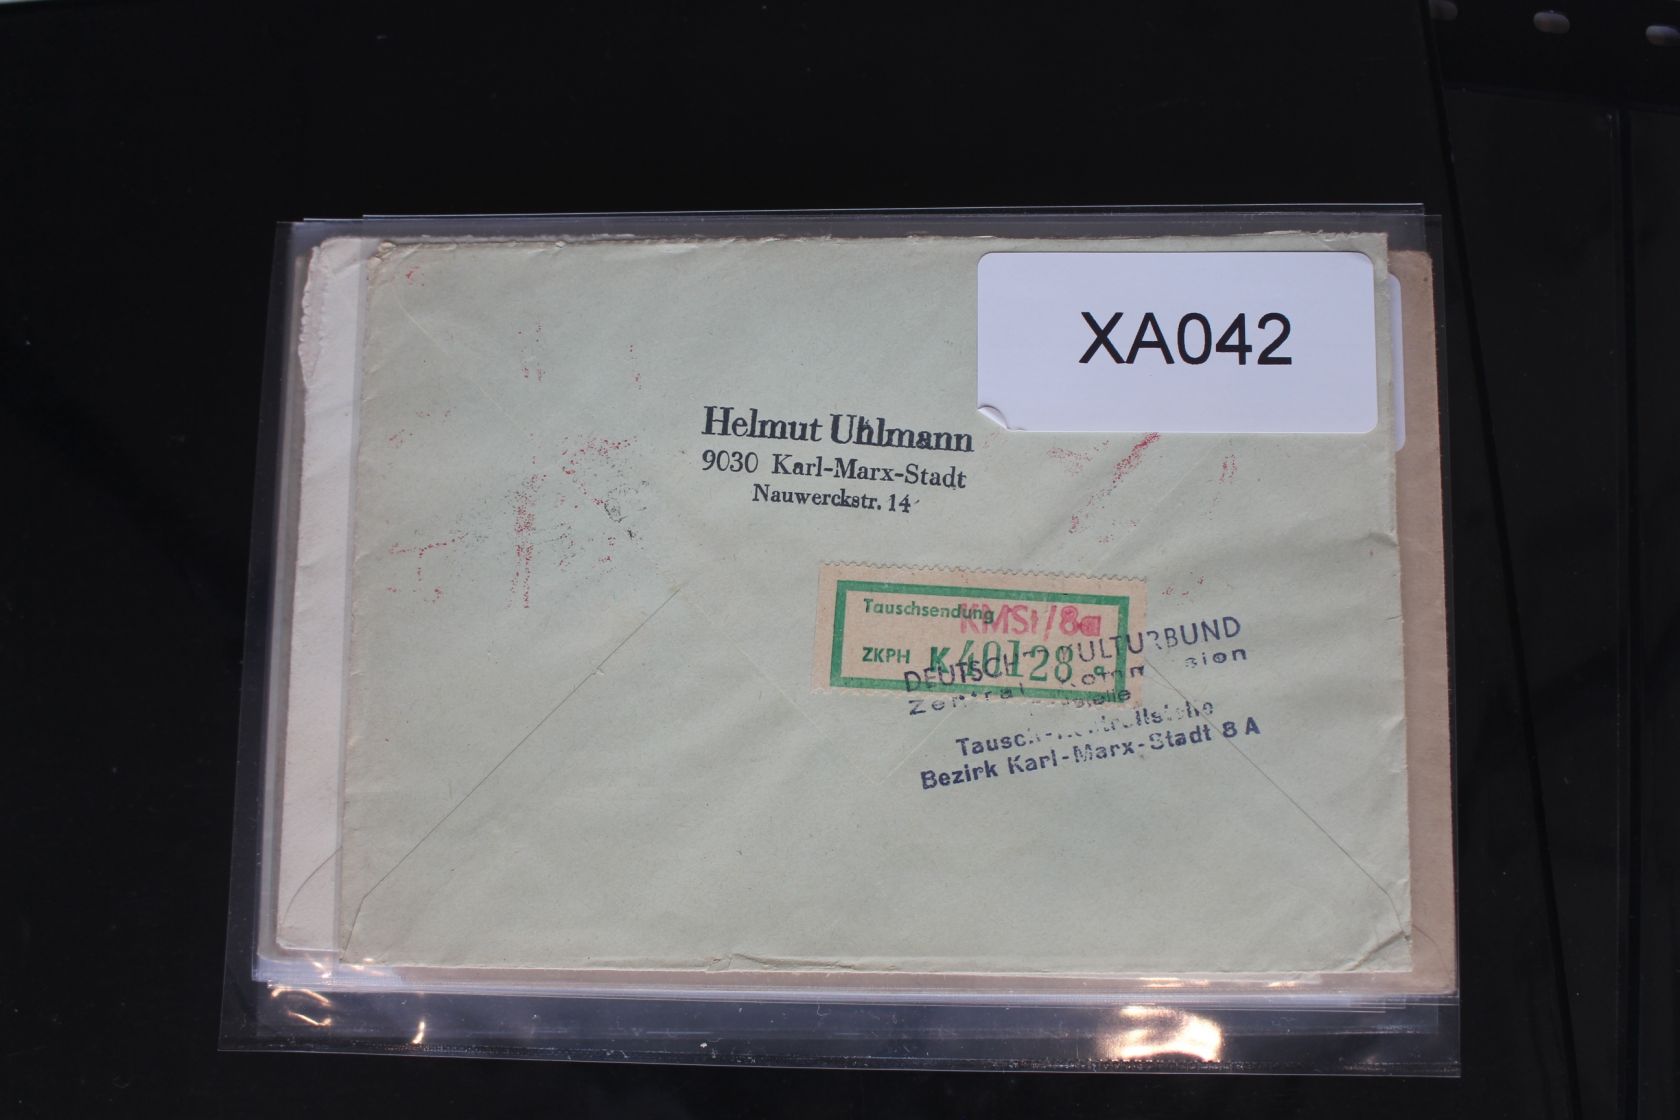 XA042
Helmut Uhlmann
9030 Karl-Marx-Stadt
Nauwerckstr. 14
Tauschsendung
KMSt/8a
ZKPH K 40128
KULTURBUND
Bezirk Karl-Marx-Stadt 8 A